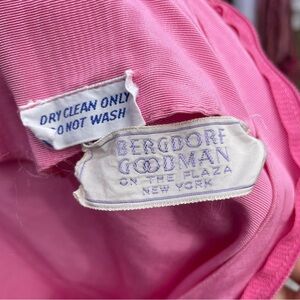 DRY CLEAN ONLY
DO NOT WASH
BERGDORF
GOODMAN
ON THE PLAZA
NEW YORK